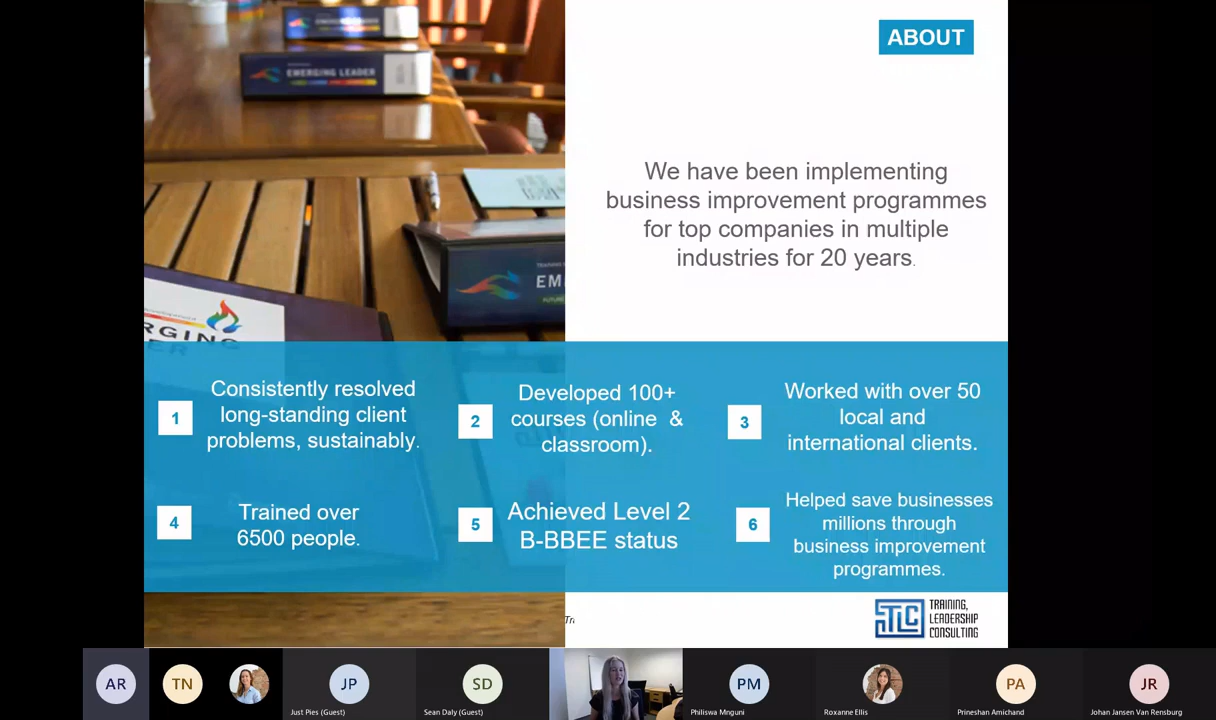 EMERGING LEADER
ABOUT
We have been implementing
business improvement programmes
for top companies in multiple
industries for 20 years.
EM
RGING
ER
1
Consistently resolved
long-standing client
problems, sustainably.
2
Developed 100+
courses (online & 
classroom).
3
Worked with over 50
local and
international clients.
4
Trained over
6500 people.
5
Achieved Level 2
B-BBEE status
6
Helped save businesses
millions through
business improvement
programmes.
TLC
TRAINING,
LEADERSHIP
CONSULTING
AR
TN
JP
Just Pies (Guest)
SD
Sean Daly (Guest)
PM
Philiswa Mnguni
Roxanne Ellis
PA
Prineshan Amichand
JR
Johan Jansen Van Rensburg